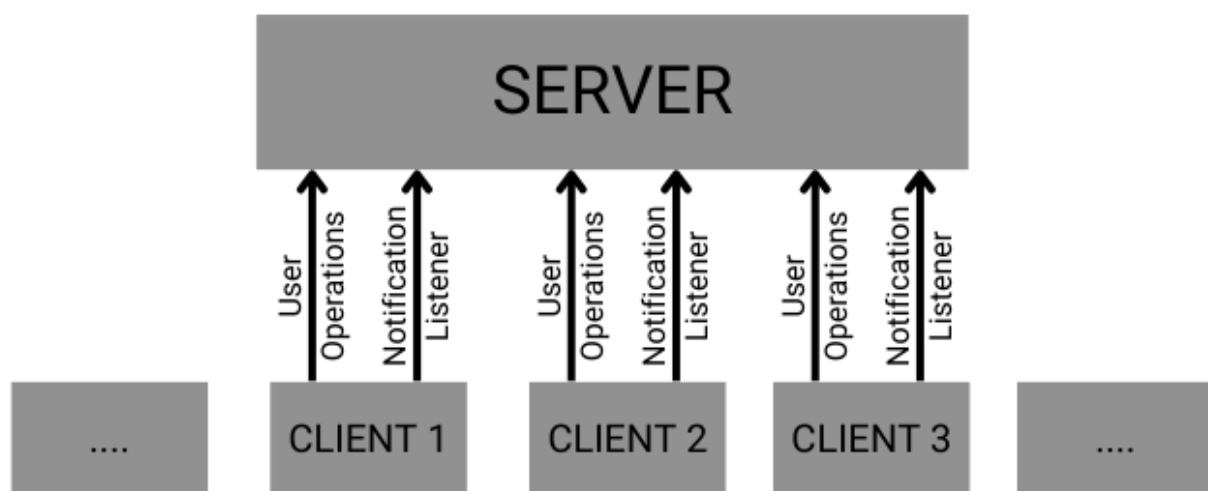 SERVER
User
Operations
Notification
Listener
User
Operations
Notification
Listener
User
Operations
Notification
Listener
....
CLIENT 1
CLIENT 2
CLIENT 3
....